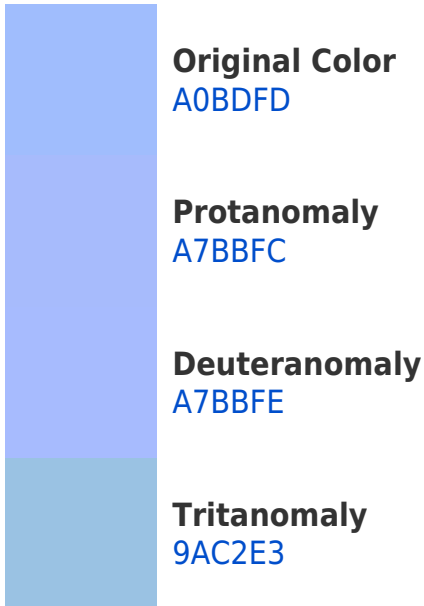 Original Color
A0BDFD
Protanomaly
A7BBFC
Deuteranomaly
A7BBFE
Tritanomaly
9AC2E3